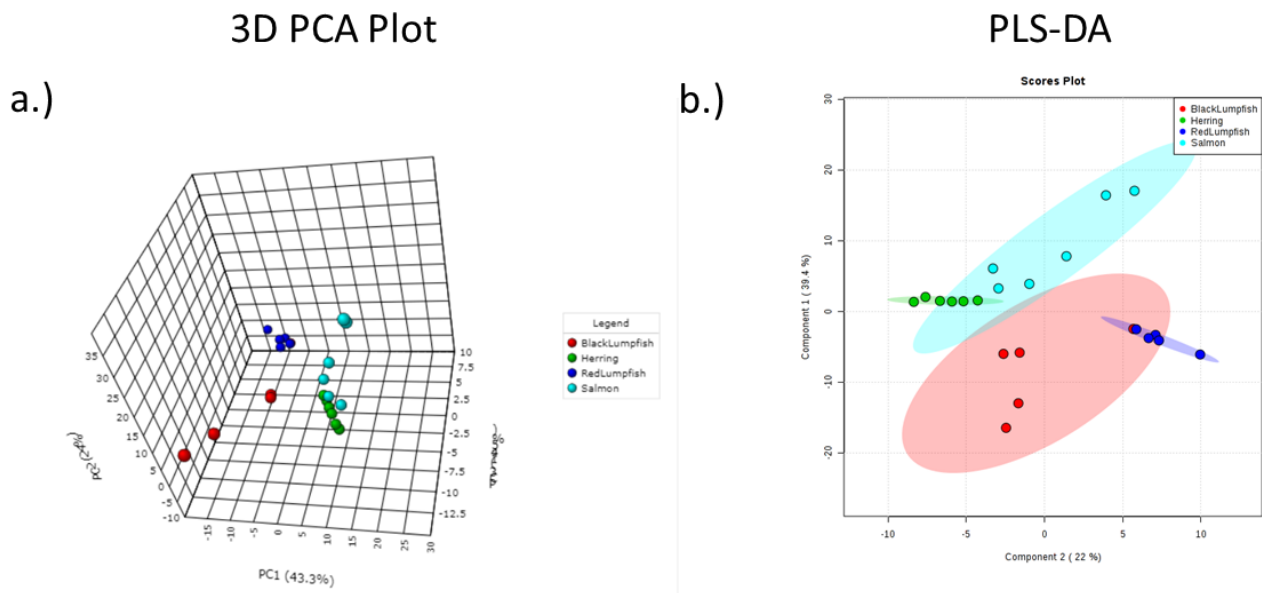 3D PCA Plot
PLS-DA
a.)
b.)
Scores Plot
BlackLumpfish
Herring
RedLumpfish
Salmon
30
20
10
0
-10
-20
Component 1 ( 39.4 %)
-10
-5
0
5
10
Component 2 ( 22 %)
Legend
BlackLumpfish
Herring
RedLumpfish
Salmon
35
30
25
20
15
10
5
0
-5
-10
10
7.5
5
2.5
0
-2.5
-5
-7.5
-10
-12.5
-15
-10
-5
0
5
10
15
20
25
30
PC1 (43.3%)